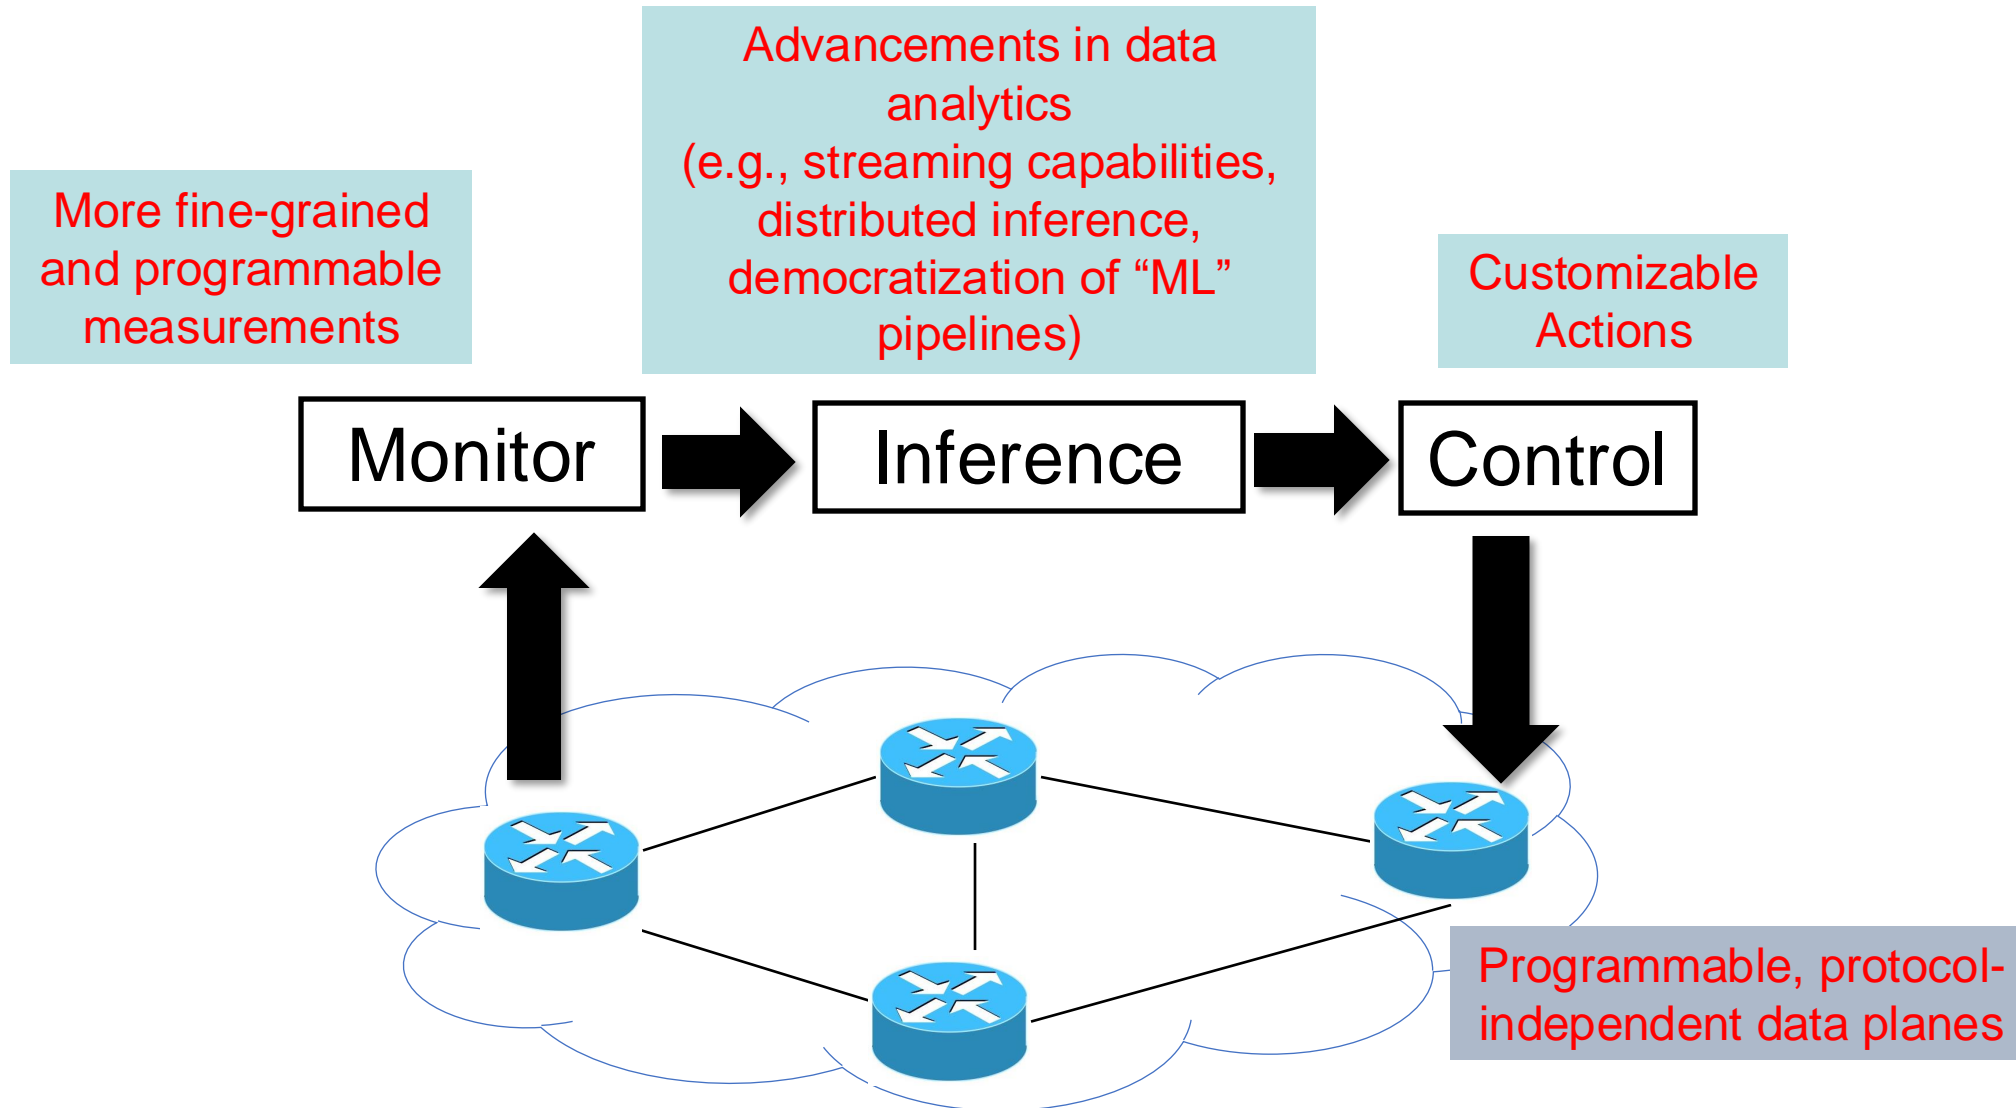 Advancements in data
analytics
(e.g., streaming capabilities,
distributed inference,
democratization of “ML”
pipelines)
More fine-grained
and programmable
measurements
Customizable
Actions
Monitor
Inference
Control
Programmable, protocol-
independent data planes